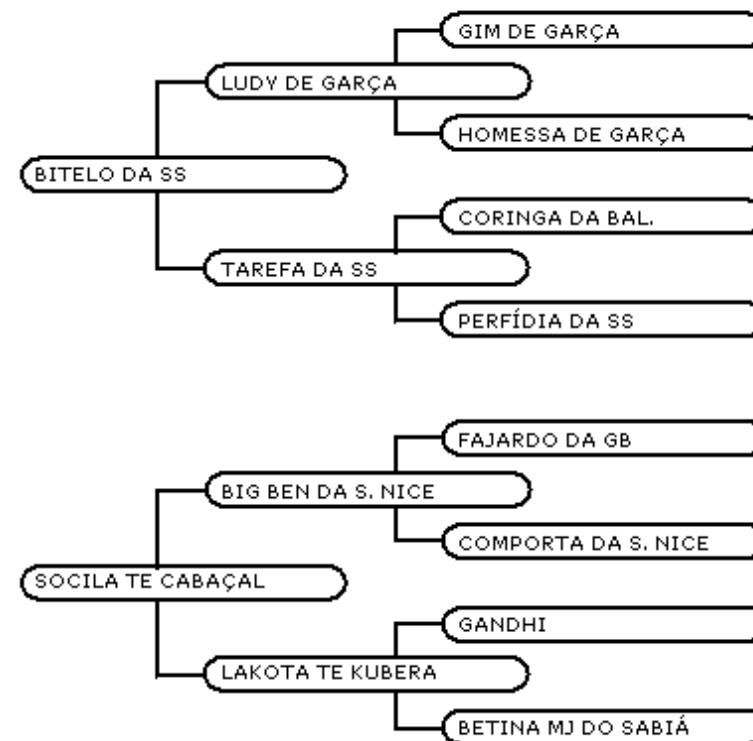 GIM DE GARÇA
LUDY DE GARÇA
HOMESSA DE GARÇA
BITELO DA SS
CORINGA DA BAL.
TAREFA DA SS
PERFÍDIA DA SS
FAJARDO DA GB
BIG BEN DA S. NICE
COMPORTA DA S. NICE
SOCILA TE CABAÇAL
GANDHI
LAKOTA TE KUBERA
BETINA MJ DO SABIÁ